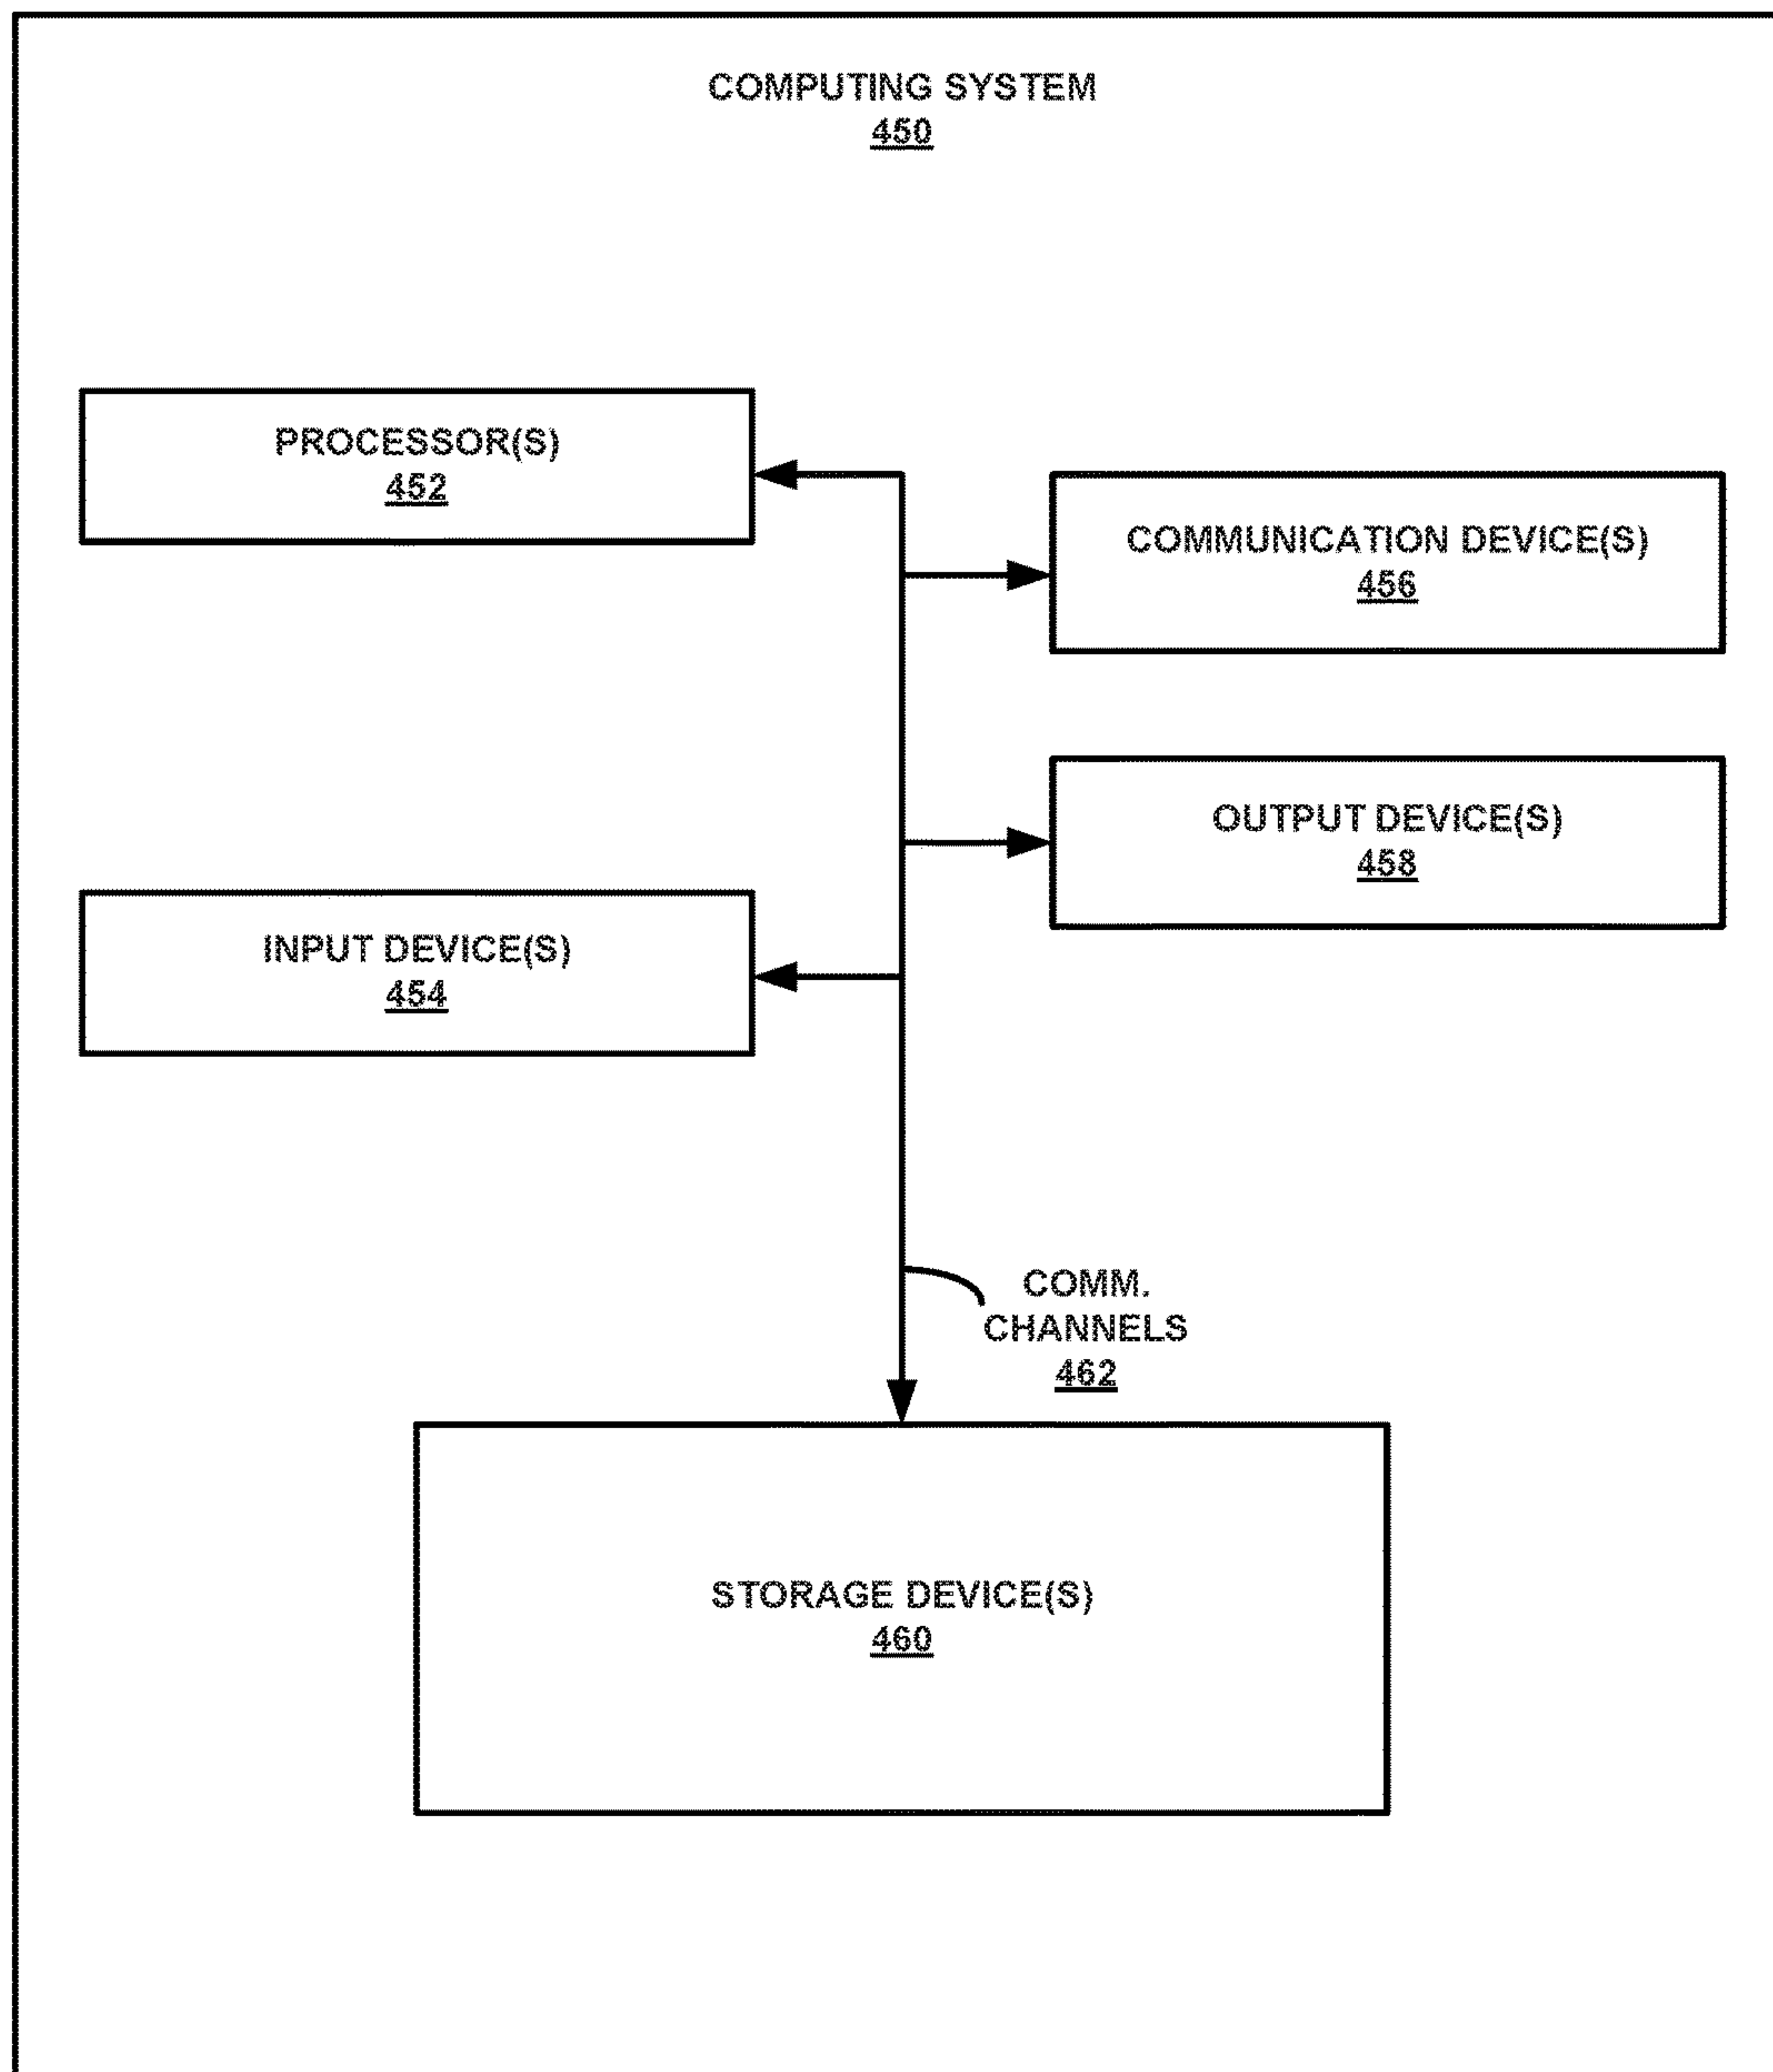 COMPUTING SYSTEM
450
PROCESSOR(S)
452
COMMUNICATION DEVICE(S)
456
OUTPUT DEVICE(S)
458
INPUT DEVICE(S)
454
COMM.
CHANNELS
462
STORAGE DEVICE(S)
460